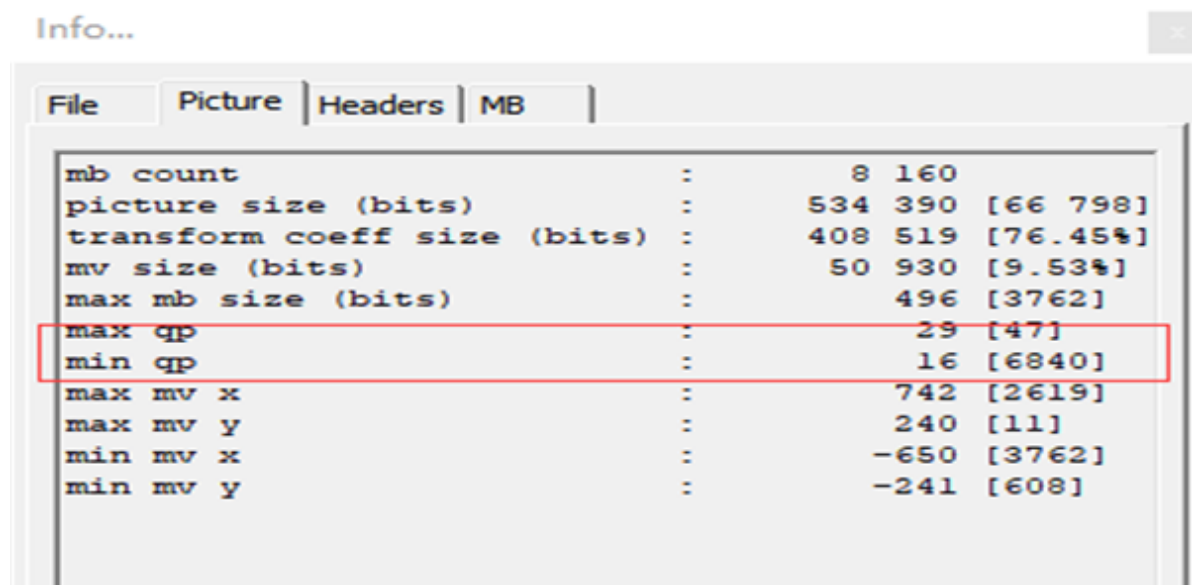 Info...
File Picture Headers MB
mb count : 8 160
picture size (bits) : 534 390 [66 798]
transform coeff size (bits) : 408 519 [76.45%]
mv size (bits) : 50 930 [9.53%]
max mb size (bits) : 496 [3762]
max qp : 29 [47]
min qp : 16 [6840]
max mv x : 742 [2619]
max mv y : 240 [11]
min mv x : -650 [3762]
min mv y : -241 [608]